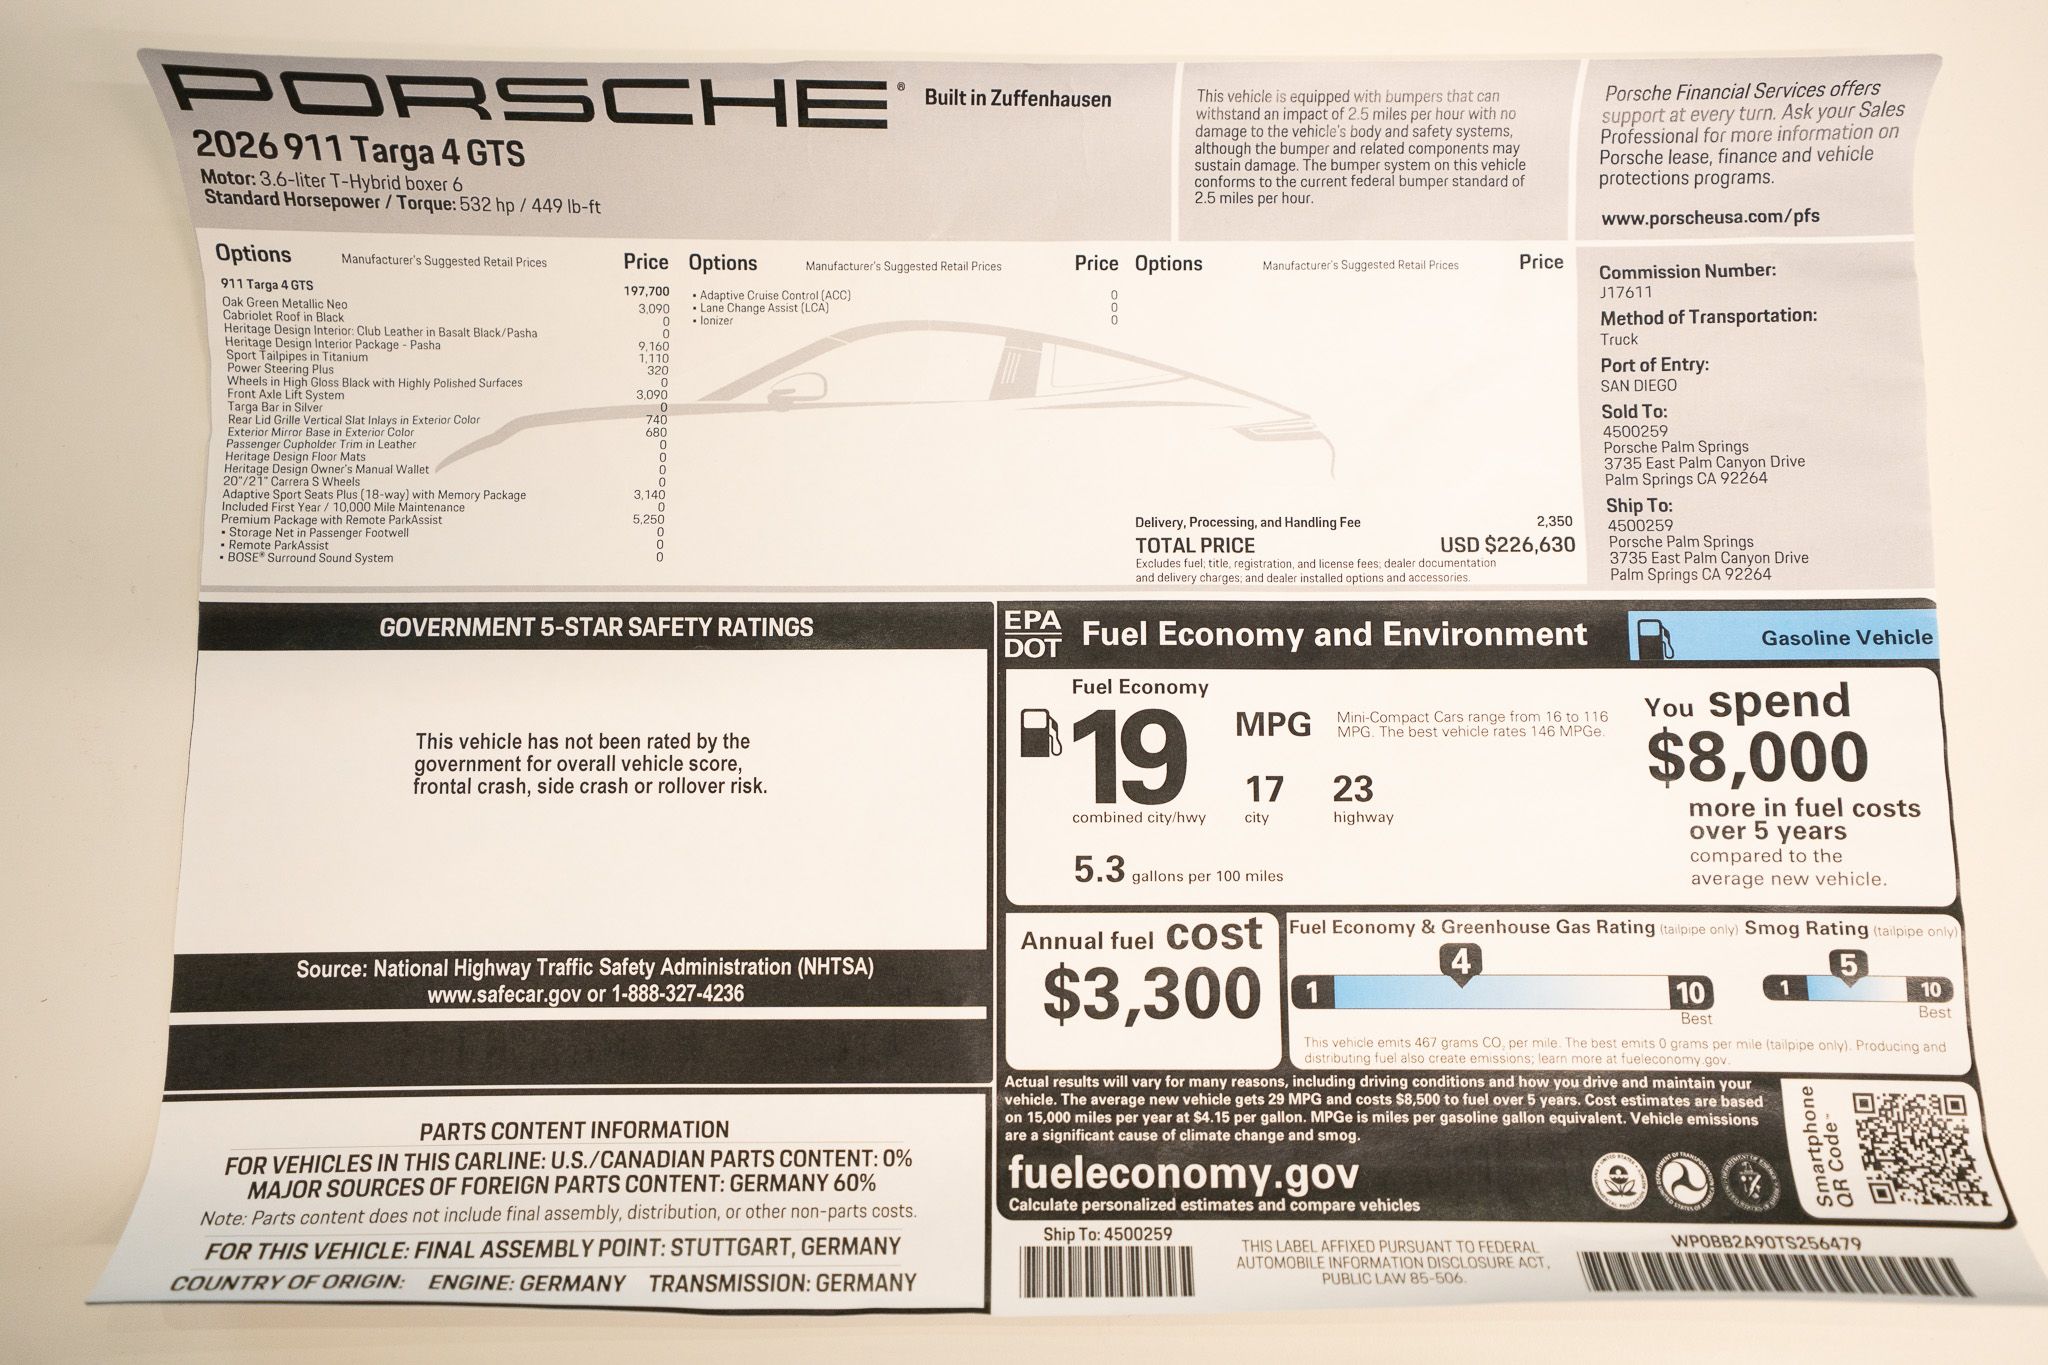 PORSCHE® Built in Zuffenhausen
2026 911 Targa 4 GTS
Motor: 3.6-liter T-Hybrid boxer 6
Standard Horsepower / Torque: 532 hp / 449 lb-ft
This vehicle is equipped with bumpers that can
withstand an impact of 2.5 miles per hour with no
damage to the vehicle's body and safety systems,
although the bumper and related components may
sustain damage. The bumper system on this vehicle
conforms to the current federal bumper standard of
2.5 miles per hour.
Porsche Financial Services offers
support at every turn. Ask your Sales
Professional for more information on
Porsche lease, finance and vehicle
protections programs.
www.porscheusa.com/pfs
Options Manufacturer's Suggested Retail Prices Price
911 Targa 4 GTS 197,700
Oak Green Metallic Neo 3,090
Cabriolet Roof in Black 0
Heritage Design Interior: Club Leather in Basalt Black/Pasha 0
Heritage Design Interior Package - Pasha 9,160
Sport Tailpipes in Titanium 1,110
Power Steering Plus 320
Wheels in High Gloss Black with Highly Polished Surfaces 0
Front Axle Lift System 3,090
Targa Bar in Silver 0
Rear Lid Grille Vertical Slat Inlays in Exterior Color 740
Exterior Mirror Base in Exterior Color 680
Passenger Cupholder Trim in Leather 0
Heritage Design Floor Mats 0
Heritage Design Owner's Manual Wallet 0
20"/21" Carrera S Wheels 0
Adaptive Sport Seats Plus (18-way) with Memory Package 3,140
Included First Year / 10,000 Mile Maintenance 0
Premium Package with Remote ParkAssist 5,250
• Storage Net in Passenger Footwell 0
• Remote ParkAssist 0
• BOSE® Surround Sound System 0
Options Manufacturer's Suggested Retail Prices Price
• Adaptive Cruise Control (ACC) 0
• Lane Change Assist (LCA) 0
• Ionizer 0
Options Manufacturer's Suggested Retail Prices Price
Delivery, Processing, and Handling Fee 2,350
TOTAL PRICE USD $226,630
Excludes fuel; title, registration, and license fees; dealer documentation
and delivery charges; and dealer installed options and accessories.
Commission Number:
J17611
Method of Transportation:
Truck
Port of Entry:
SAN DIEGO
Sold To:
4500259
Porsche Palm Springs
3735 East Palm Canyon Drive
Palm Springs CA 92264
Ship To:
4500259
Porsche Palm Springs
3735 East Palm Canyon Drive
Palm Springs CA 92264
GOVERNMENT 5-STAR SAFETY RATINGS
This vehicle has not been rated by the
government for overall vehicle score,
frontal crash, side crash or rollover risk.
Source: National Highway Traffic Safety Administration (NHTSA)
www.safecar.gov or 1-888-327-4236
PARTS CONTENT INFORMATION
FOR VEHICLES IN THIS CARLINE: U.S./CANADIAN PARTS CONTENT: 0%
MAJOR SOURCES OF FOREIGN PARTS CONTENT: GERMANY 60%
Note: Parts content does not include final assembly, distribution, or other non-parts costs.
FOR THIS VEHICLE: FINAL ASSEMBLY POINT: STUTTGART, GERMANY
COUNTRY OF ORIGIN: ENGINE: GERMANY TRANSMISSION: GERMANY
EPA
DOT
Fuel Economy and Environment
Gasoline Vehicle
Fuel Economy
19 MPG
combined city/hwy
17 city
23 highway
5.3 gallons per 100 miles
Mini-Compact Cars range from 16 to 116
MPG. The best vehicle rates 146 MPGe.
You spend
$8,000
more in fuel costs
over 5 years
compared to the
average new vehicle.
Annual fuel cost
$3,300
Fuel Economy & Greenhouse Gas Rating (tailpipe only)
4
1 10
Best
Smog Rating (tailpipe only)
5
1 10
Best
This vehicle emits 467 grams CO2 per mile. The best emits 0 grams per mile (tailpipe only). Producing and
distributing fuel also create emissions; learn more at fueleconomy.gov.
Actual results will vary for many reasons, including driving conditions and how you drive and maintain your
vehicle. The average new vehicle gets 29 MPG and costs $8,500 to fuel over 5 years. Cost estimates are based
on 15,000 miles per year at $4.15 per gallon. MPGe is miles per gasoline gallon equivalent. Vehicle emissions
are a significant cause of climate change and smog.
fueleconomy.gov
Calculate personalized estimates and compare vehicles
Smartphone
QR Code™
Ship To: 4500259
THIS LABEL AFFIXED PURSUANT TO FEDERAL
AUTOMOBILE INFORMATION DISCLOSURE ACT,
PUBLIC LAW 85-506.
WP0BB2A90TS256479